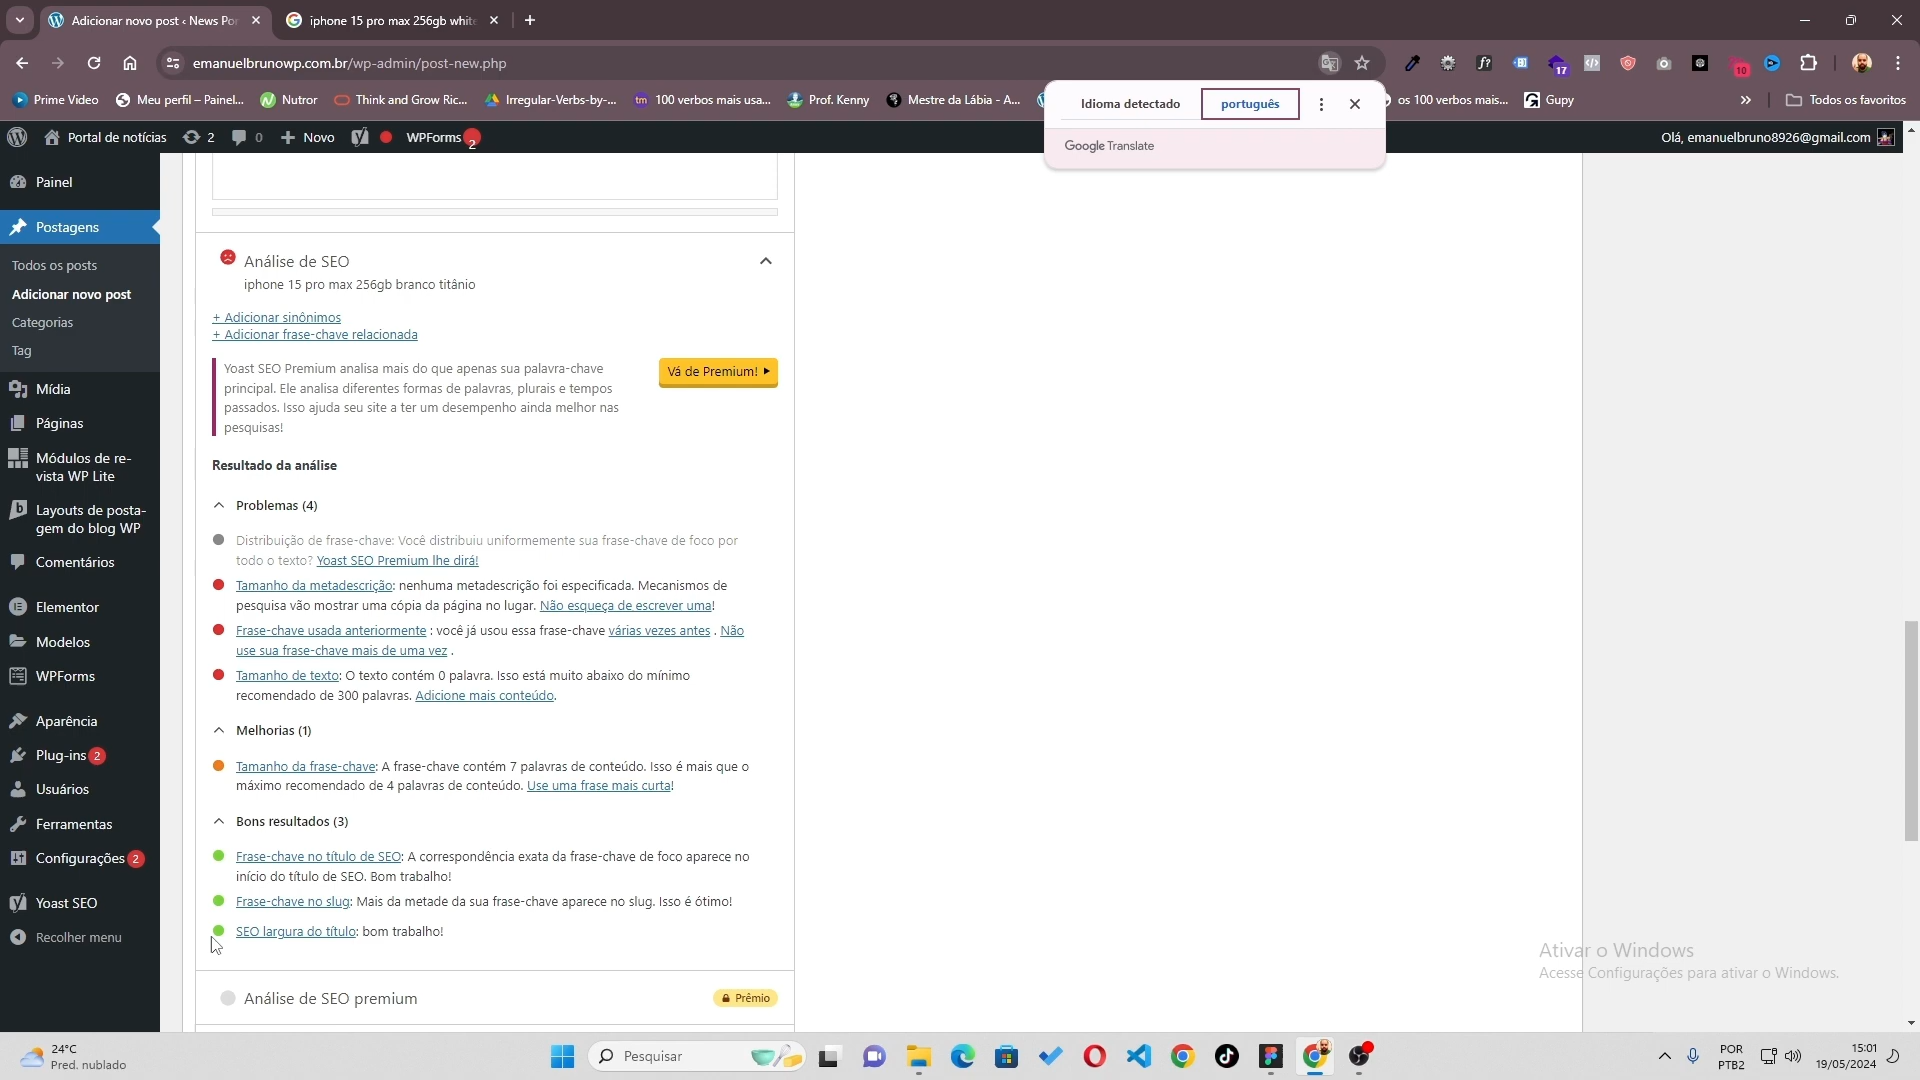 Adicionar novo post ‹ News Por
iphone 15 pro max 256gb white
emanuelbrunowp.com.br/wp-admin/post-new.php
17
10
Prime Video
Meu perfil – Painel...
Nutror
Think and Grow Ric...
Irregular-Verbs-by-...
100 verbos mais usa...
Prof. Kenny
Mestre da Lábia - A...
os 100 verbos mais...
Gupy
Todos os favoritos
Idioma detectado
português
Google Translate
Portal de notícias
2
0
Novo
WPForms
2
Olá, emanuelbruno8926@gmail.com
Painel
Postagens
Todos os posts
Adicionar novo post
Categorias
Tag
Mídia
Páginas
Módulos de re-
vista WP Lite
Layouts de posta-
gem do blog WP
Comentários
Elementor
Modelos
WPForms
Aparência
Plug-ins 2
Usuários
Ferramentas
Configurações 2
Yoast SEO
Recolher menu
Análise de SEO
iphone 15 pro max 256gb branco titânio
+ Adicionar sinônimos
+ Adicionar frase-chave relacionada
Yoast SEO Premium analisa mais do que apenas sua palavra-chave
principal. Ele analisa diferentes formas de palavras, plurais e tempos
passados. Isso ajuda seu site a ter um desempenho ainda melhor nas
pesquisas!
Vá de Premium!
Resultado da análise
Problemas (4)
Distribuição de frase-chave: Você distribuiu uniformemente sua frase-chave de foco por
todo o texto? Yoast SEO Premium lhe dirá!
Tamanho da metadescrição: nenhuma metadescrição foi especificada. Mecanismos de
pesquisa vão mostrar uma cópia da página no lugar. Não esqueça de escrever uma!
Frase-chave usada anteriormente : você já usou essa frase-chave várias vezes antes . Não
use sua frase-chave mais de uma vez .
Tamanho de texto: O texto contém 0 palavra. Isso está muito abaixo do mínimo
recomendado de 300 palavras. Adicione mais conteúdo.
Melhorias (1)
Tamanho da frase-chave: A frase-chave contém 7 palavras de conteúdo. Isso é mais que o
máximo recomendado de 4 palavras de conteúdo. Use uma frase mais curta!
Bons resultados (3)
Frase-chave no título de SEO: A correspondência exata da frase-chave de foco aparece no
início do título de SEO. Bom trabalho!
Frase-chave no slug: Mais da metade da sua frase-chave aparece no slug. Isso é ótimo!
SEO largura do título: bom trabalho!
Análise de SEO premium
Prêmio
Ativar o Windows
Acesse Configurações para ativar o Windows.
24°C
Pred. nublado
Pesquisar
POR
PTB2
15:01
19/05/2024